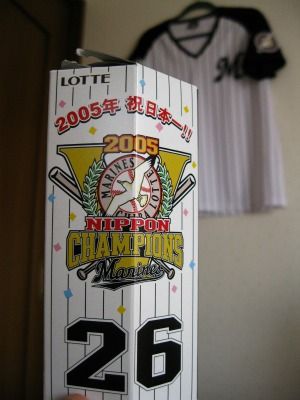 LOTTE
2005年 祝日本一!!
2005
MARINES
NIPPON
CHAMPIONS
Marines
26
M